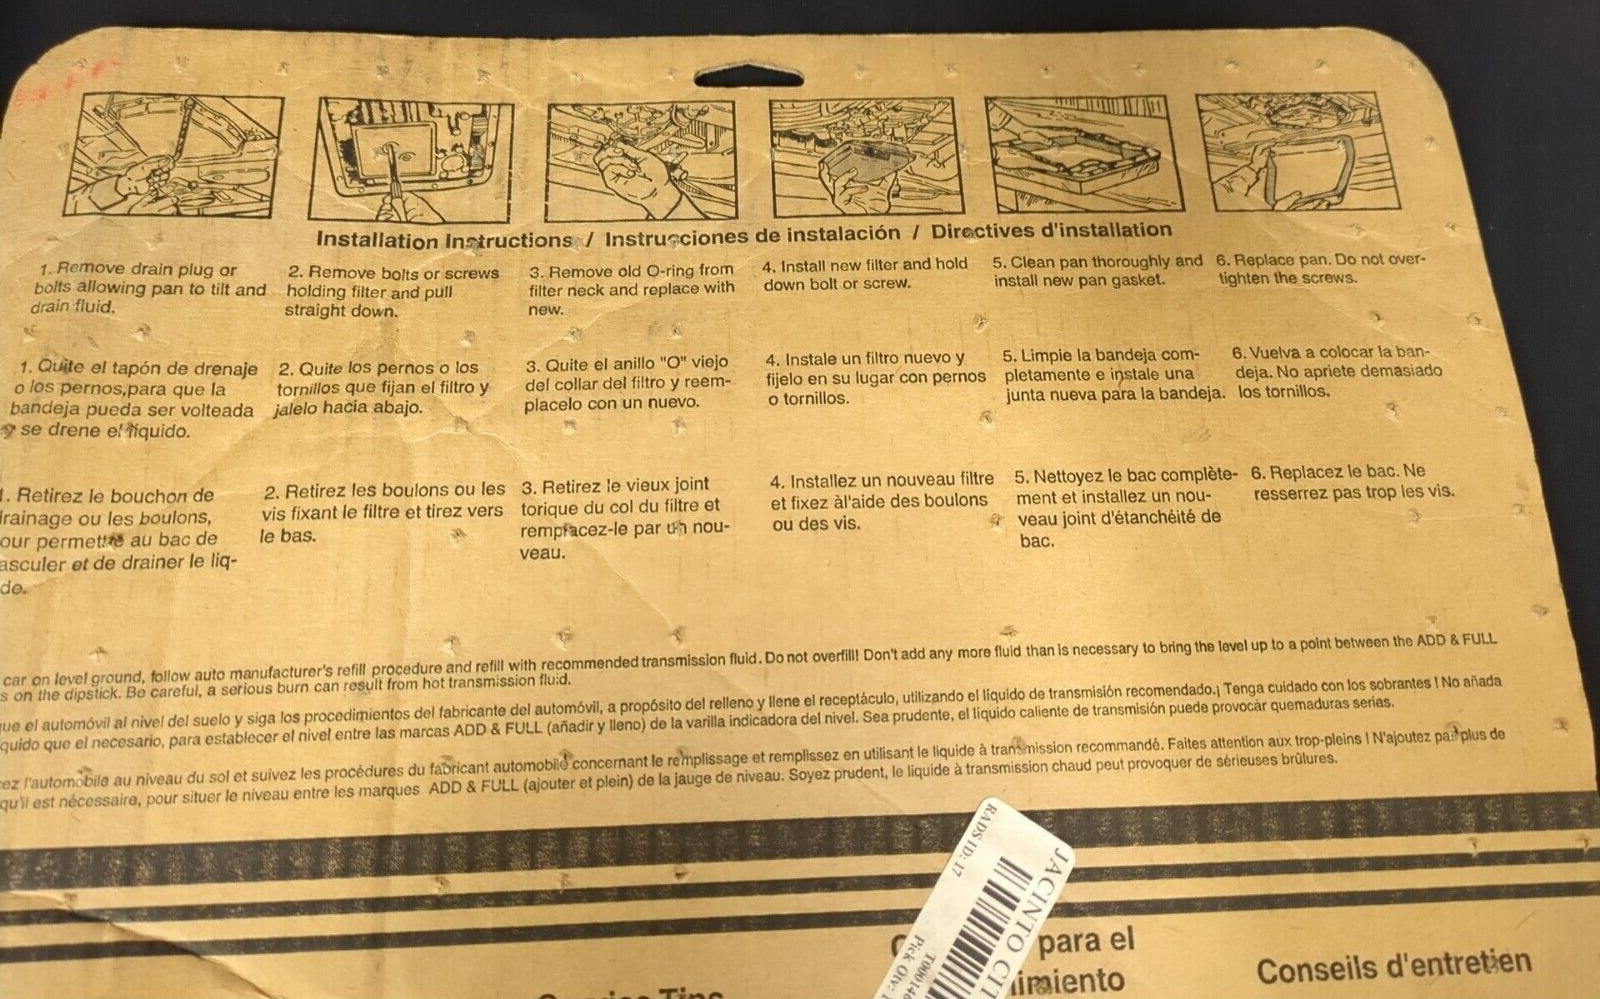 Installation Instructions / Instrucciones de instalación / Directives d'installation
1. Remove drain plug or
bolts allowing pan to tilt and
drain fluid.
2. Remove bolts or screws
holding filter and pull
straight down.
3. Remove old O-ring from
filter neck and replace with
new.
4. Install new filter and hold
down bolt or screw.
5. Clean pan thoroughly and
install new pan gasket.
6. Replace pan. Do not over-
tighten the screws.
1. Quite el tapón de drenaje
o los pernos,para que la
bandeja pueda ser volteada
y se drene el líquido.
2. Quite los pernos o los
tornillos que fijan el filtro y
jalelo hacia abajo.
3. Quite el anillo "O" viejo
del collar del filtro y reem-
placelo con un nuevo.
4. Instale un filtro nuevo y
fijelo en su lugar con pernos
o tornillos.
5. Limpie la bandeja com-
pletamente e instale una
junta nueva para la bandeja.
6. Vuelva a colocar la ban-
deja. No apriete demasiado
los tornillos.
1. Retirez le bouchon de
drainage ou les boulons,
our permettre au bac de
asculer et de drainer le liq-
de.
2. Retirez les boulons ou les
vis fixant le filtre et tirez vers
le bas.
3. Retirez le vieux joint
torique du col du filtre et
remplacez-le par un nou-
veau.
4. Installez un nouveau filtre
et fixez àl'aide des boulons
ou des vis.
5. Nettoyez le bac complète-
ment et installez un nou-
veau joint d'étanchéité de
bac.
6. Replacez le bac. Ne
resserrez pas trop les vis.
car on level ground, follow auto manufacturer's refill procedure and refill with recommended transmission fluid. Do not overfill! Don't add any more fluid than is necessary to bring the level up to a point between the ADD & FULL
s on the dipstick. Be careful, a serious burn can result from hot transmission fluid.
que el automóvil al nivel del suelo y siga los procedimientos del fabricante del automóvil, a propósito del relleno y llene el receptáculo, utilizando el líquido de transmisión recomendado.¡ Tenga cuidado con los sobrantes ! No añada
quido que el necesario, para establecer el nivel entre las marcas ADD & FULL (añadir y lleno) de la varilla indicadora del nivel. Sea prudente, el líquido caliente de transmisión puede provocar quemaduras serias.
ez l'automobile au niveau du sol et suivez les procédures du fabricant automobile concernant le remplissage et remplissez en utilisant le liquide à transmission recommandé. Faites attention aux trop-pleins ! N'ajoutez pas plus de
qu'il est nécessaire, pour situer le niveau entre les marques ADD & FULL (ajouter et plein) de la jauge de niveau. Soyez prudent, le liquide à transmission chaud peut provoquer de sérieuses brûlures.
RADS ID: 17
JACINTO CIT
T000146
Pick Qty:
para el
imiento
Conseils d'entretien
Service Tips